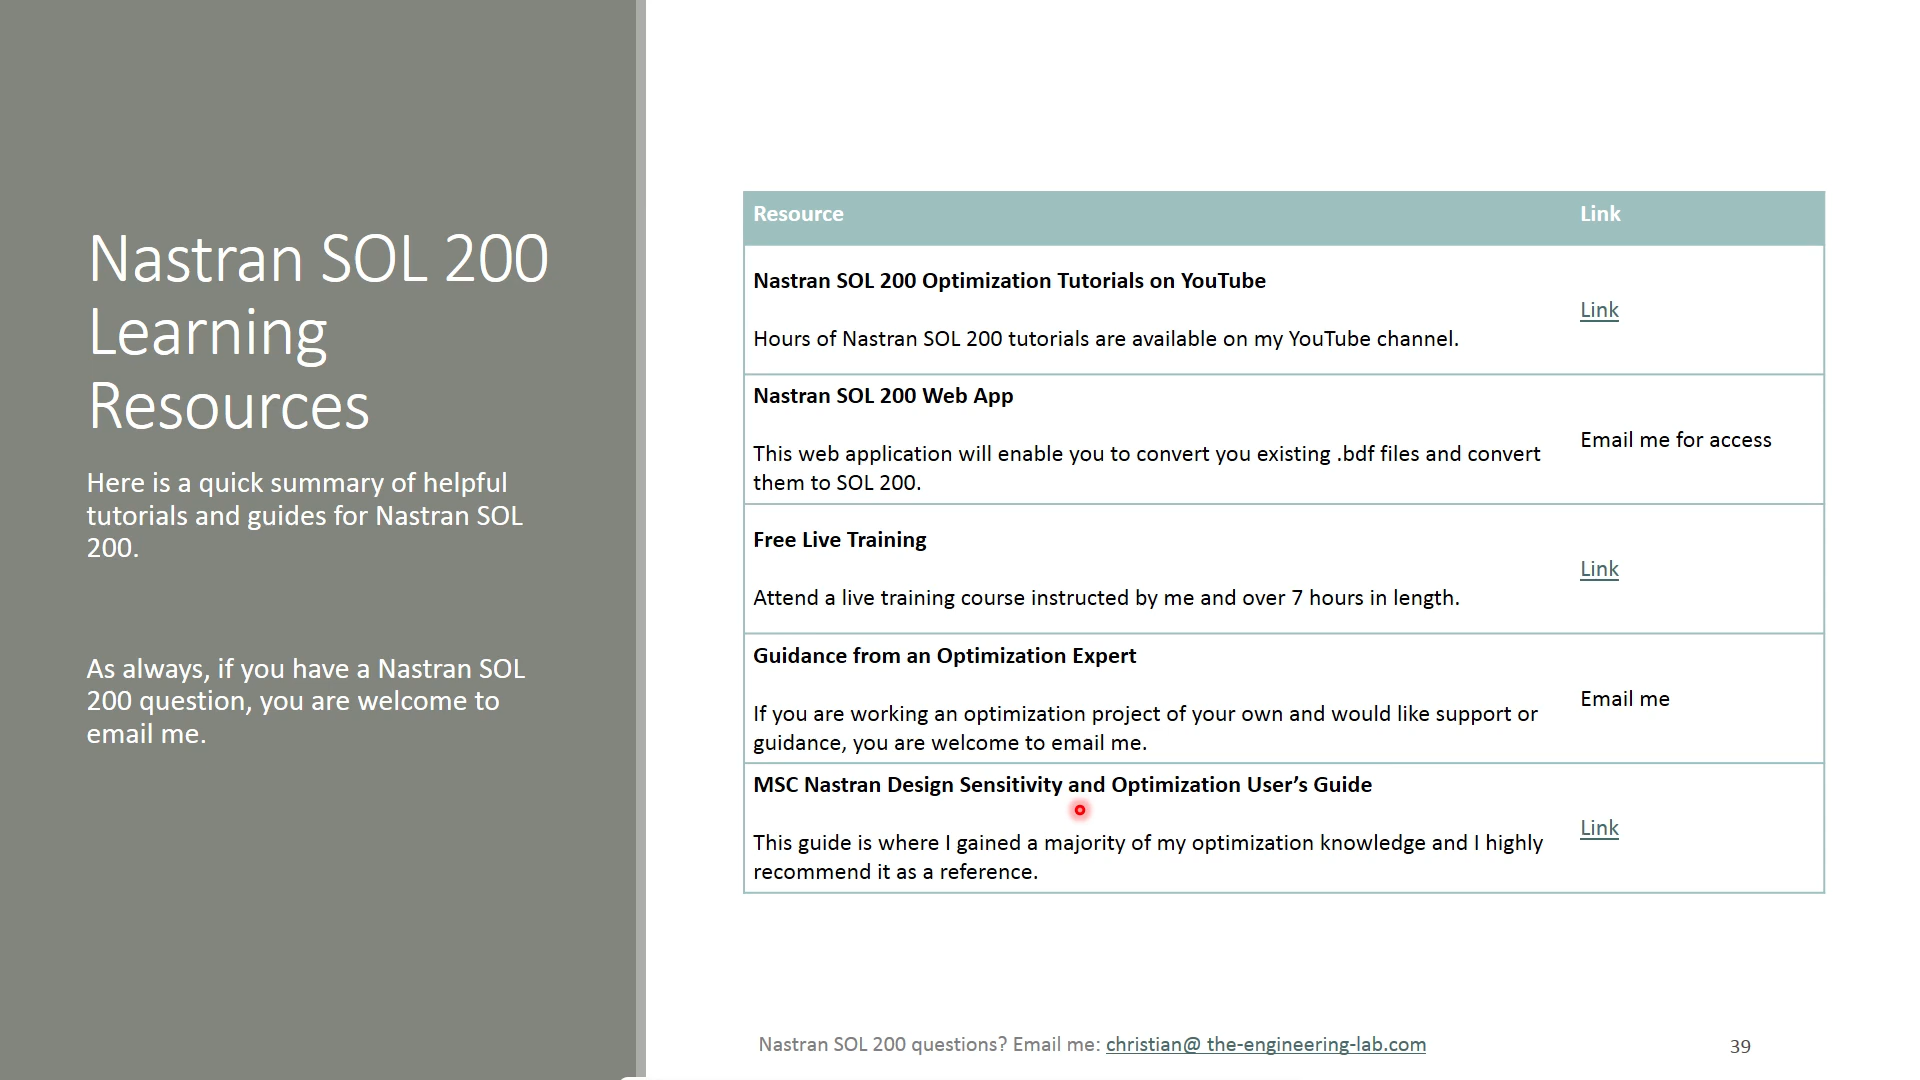 Nastran SOL 200
Learning
Resources
Here is a quick summary of helpful
tutorials and guides for Nastran SOL
200.
As always, if you have a Nastran SOL
200 question, you are welcome to
email me.
Resource Link
Nastran SOL 200 Optimization Tutorials on YouTube
Hours of Nastran SOL 200 tutorials are available on my YouTube channel.
Link
Nastran SOL 200 Web App
This web application will enable you to convert you existing .bdf files and convert
them to SOL 200.
Email me for access
Free Live Training
Attend a live training course instructed by me and over 7 hours in length.
Link
Guidance from an Optimization Expert
If you are working an optimization project of your own and would like support or
guidance, you are welcome to email me.
Email me
MSC Nastran Design Sensitivity and Optimization User’s Guide
This guide is where I gained a majority of my optimization knowledge and I highly
recommend it as a reference.
Link
Nastran SOL 200 questions? Email me: christian@ the-engineering-lab.com
39